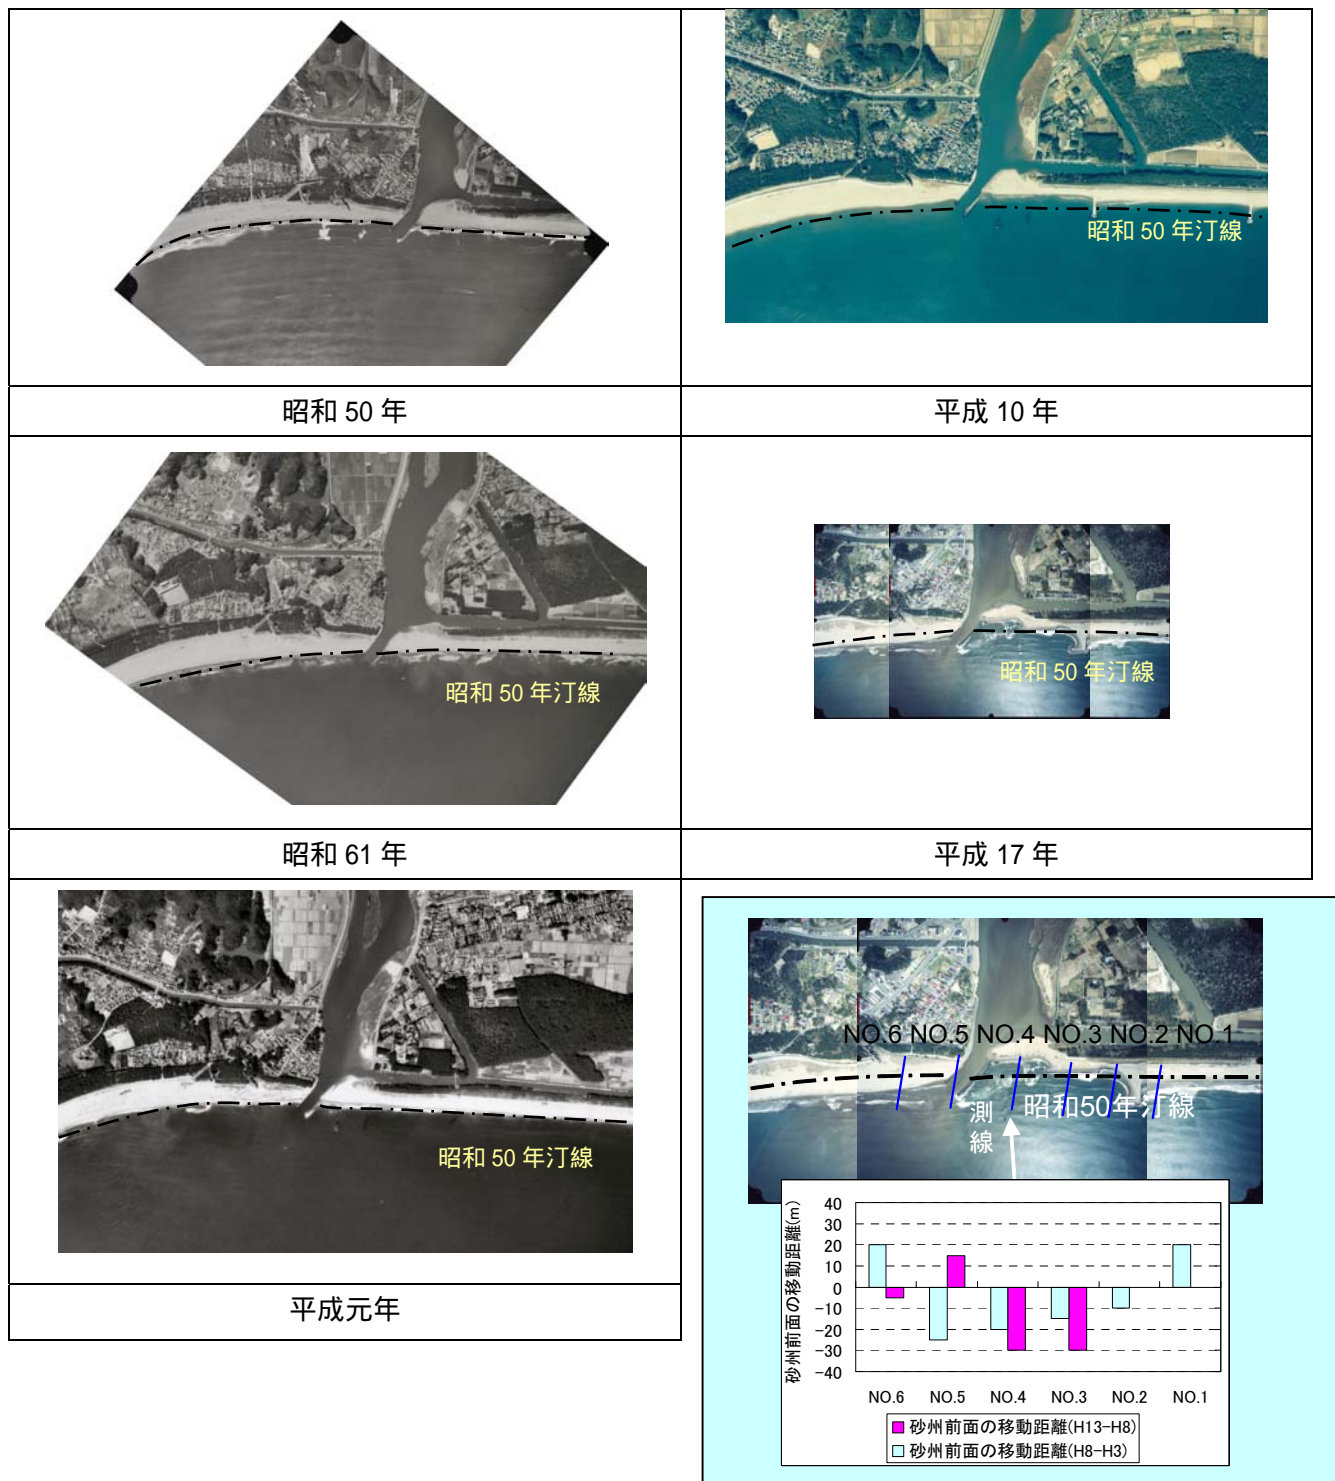 昭和 50 年
昭和 50 年汀線
平成 10 年
昭和 50 年汀線
昭和 61 年
昭和 50 年汀線
平成 17 年
昭和 50 年汀線
平成元年
NO.6 NO.5 NO.4 NO.3 NO.2 NO.1
昭和50年汀線
測線
砂州前面の移動距離(m)
40
30
20
10
0
-10
-20
-30
-40
NO.6 NO.5 NO.4 NO.3 NO.2 NO.1
砂州前面の移動距離(H13-H8)
砂州前面の移動距離(H8-H3)